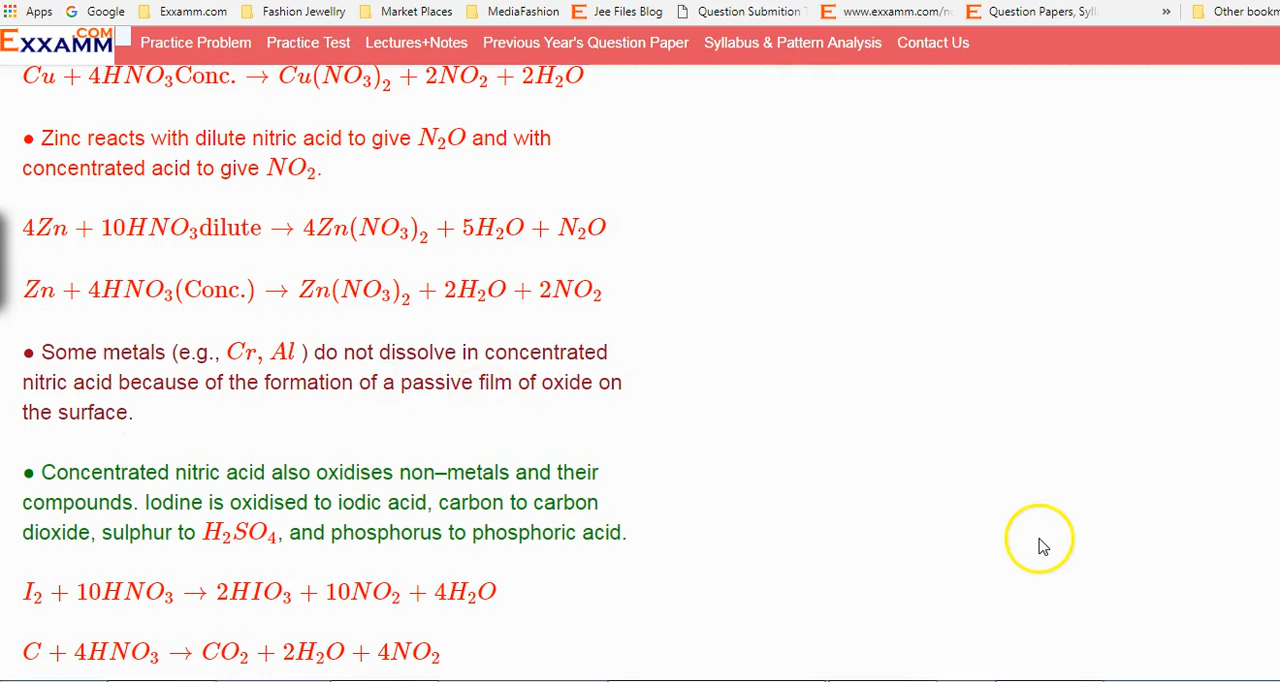 Apps Google Exxamm.com Fashion Jewellry Market Places MediaFashion Jee Files Blog Question Submition www.exxamm.com/n Question Papers, Syl » Other bookm
EXXAMM .COM Practice Problem Practice Test Lectures+Notes Previous Year's Question Paper Syllabus & Pattern Analysis Contact Us
Cu + 4HNO₃Conc. → Cu(NO₃)₂ + 2NO₂ + 2H₂O
● Zinc reacts with dilute nitric acid to give N₂O and with
concentrated acid to give NO₂.
4Zn + 10HNO₃dilute → 4Zn(NO₃)₂ + 5H₂O + N₂O
Zn + 4HNO₃(Conc.) → Zn(NO₃)₂ + 2H₂O + 2NO₂
● Some metals (e.g., Cr, Al ) do not dissolve in concentrated
nitric acid because of the formation of a passive film of oxide on
the surface.
● Concentrated nitric acid also oxidises non–metals and their
compounds. Iodine is oxidised to iodic acid, carbon to carbon
dioxide, sulphur to H₂SO₄, and phosphorus to phosphoric acid.
I₂ + 10HNO₃ → 2HIO₃ + 10NO₂ + 4H₂O
C + 4HNO₃ → CO₂ + 2H₂O + 4NO₂